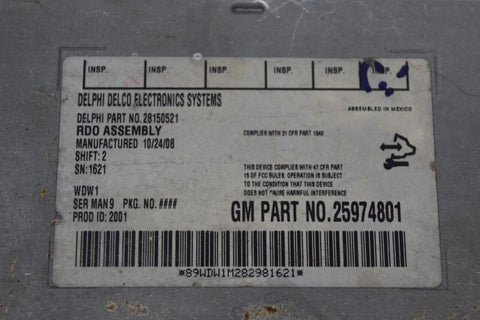 INSP. INSP. INSP. INSP. INSP. INSP.
DELPHI DELCO ELECTRONICS SYSTEMS
ASSEMBLED IN MEXICO
DELPHI PART NO. 28150521
RDO ASSEMBLY
COMPLIES WITH 21 CFR PART 1040
MANUFACTURED 10/24/08
SHIFT: 2
SN:1621
THIS DEVICE COMPLIES WITH 47 CFR PART
15 OF FCC RULES. OPERATION IS SUBJECT
TO THE CONDITION THAT THIS DEVICE
DOES NOT CAUSE HARMFUL INTERFERENCE
WDW1
SER MAN 9 PKG. NO. ####
PROD ID: 2001
GM PART NO.25974801
*89WDW1M282981621*